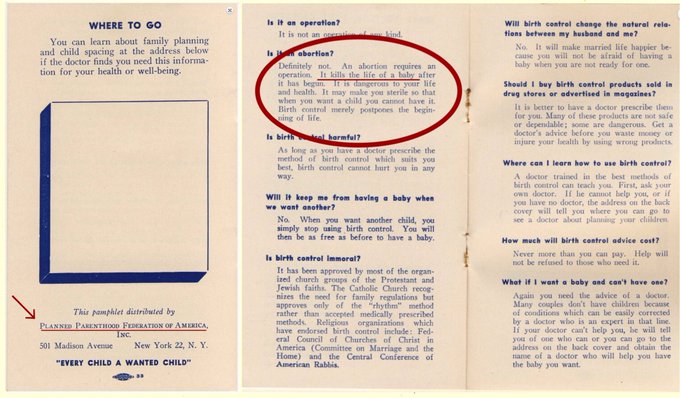 WHERE TO GO
You can learn about family planning
and child spacing at the address below
if the doctor finds you need this informa-
tion for your health or well-being.
This pamphlet distributed by
PLANNED PARENTHOOD FEDERATION OF AMERICA,
INC.
501 Madison Avenue New York 22, N. Y.
"EVERY CHILD A WANTED CHILD"
33
Is it an operation?
It is not an operation of any kind.
Is it an abortion?
Definitely not. An abortion requires an
operation. It kills the life of a baby after
it has begun. It is dangerous to your life
and health. It may make you sterile so that
when you want a child you cannot have it.
Birth control merely postpones the begin-
ning of life.
Is birth control harmful?
As long as you have a doctor prescribe the
method of birth control which suits you
best, birth control cannot hurt you in any
way.
Will it keep me from having a baby when
we want another?
No. When you want another child, you
simply stop using birth control. You will
then be as free as before to have a baby.
Is birth control immoral?
It has been approved by most of the organ-
ized church groups of the Protestant and
Jewish faiths. The Catholic Church recog-
nizes the need for family regulations but
approves only of the "rhythm" method
rather than accepted medically prescribed
methods. Religious organizations which
have endorsed birth control include: Fed-
eral Council of Churches of Christ in
America (Committee on Marriage and the
Home) and the Central Conference of
American Rabbis.
Will birth control change the natural rela-
tions between my husband and me?
No. It will make married life happier be-
cause you will not be afraid of having a
baby when you are not ready for one.
Should I buy birth control products sold in
drug stores or advertised in magazines?
It is better to have a doctor prescribe them
for you. Many of these products are not safe
or dependable; some are dangerous. Get a
doctor's advice before you waste money or
injure your health by using wrong products.
Where can I learn how to use birth control?
A doctor trained in the best methods of
birth control can teach you. First, ask your
own doctor. If he cannot help you, or if
you have no doctor, the address on the back
cover will tell you where you can go to
see a doctor about planning your children.
How much will birth control advice cost?
Never more than you can pay. Help will
not be refused to those who need it.
What if I want a baby and can't have one?
Again you need the advice of a doctor.
Many couples don't have children because
of conditions which can be easily corrected
by a doctor who is an expert in that line.
If your doctor can't help you, he will tell
you of one who can or you can go to the
address on the back cover and obtain the
name of a doctor who will help you have
the baby you want.